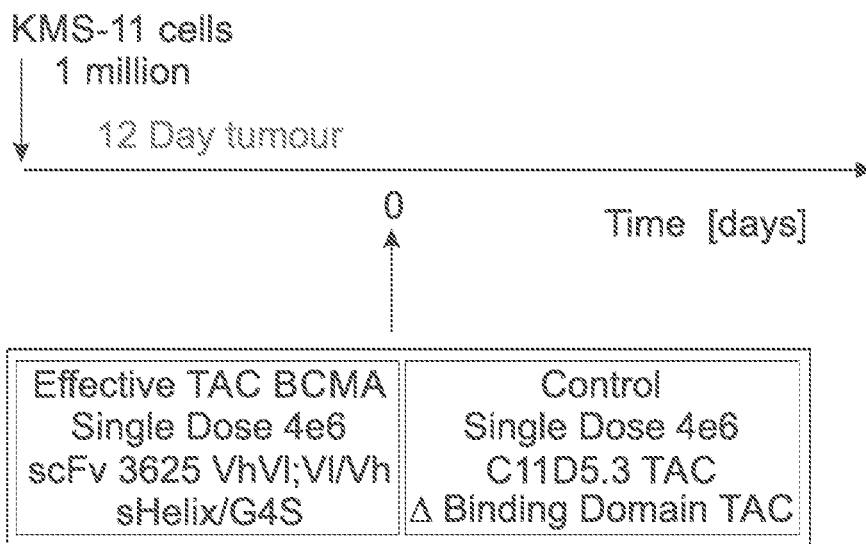 KMS-11 cells
1 million
12 Day tumour
0
Time [days]
Effective TAC BCMA
Single Dose 4e6
scFv 3625 VhVl;Vl/Vh
sHelix/G4S
Control
Single Dose 4e6
C11D5.3 TAC
Δ Binding Domain TAC